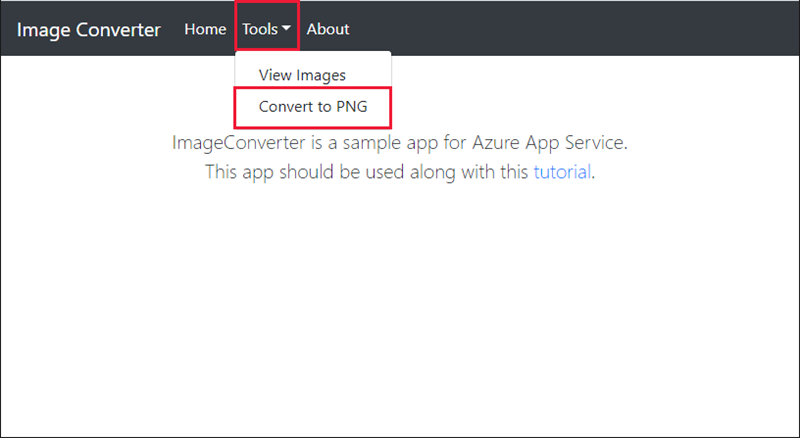 Image Converter Home Tools About
View Images
Convert to PNG
ImageConverter is a sample app for Azure App Service.
This app should be used along with this tutorial.